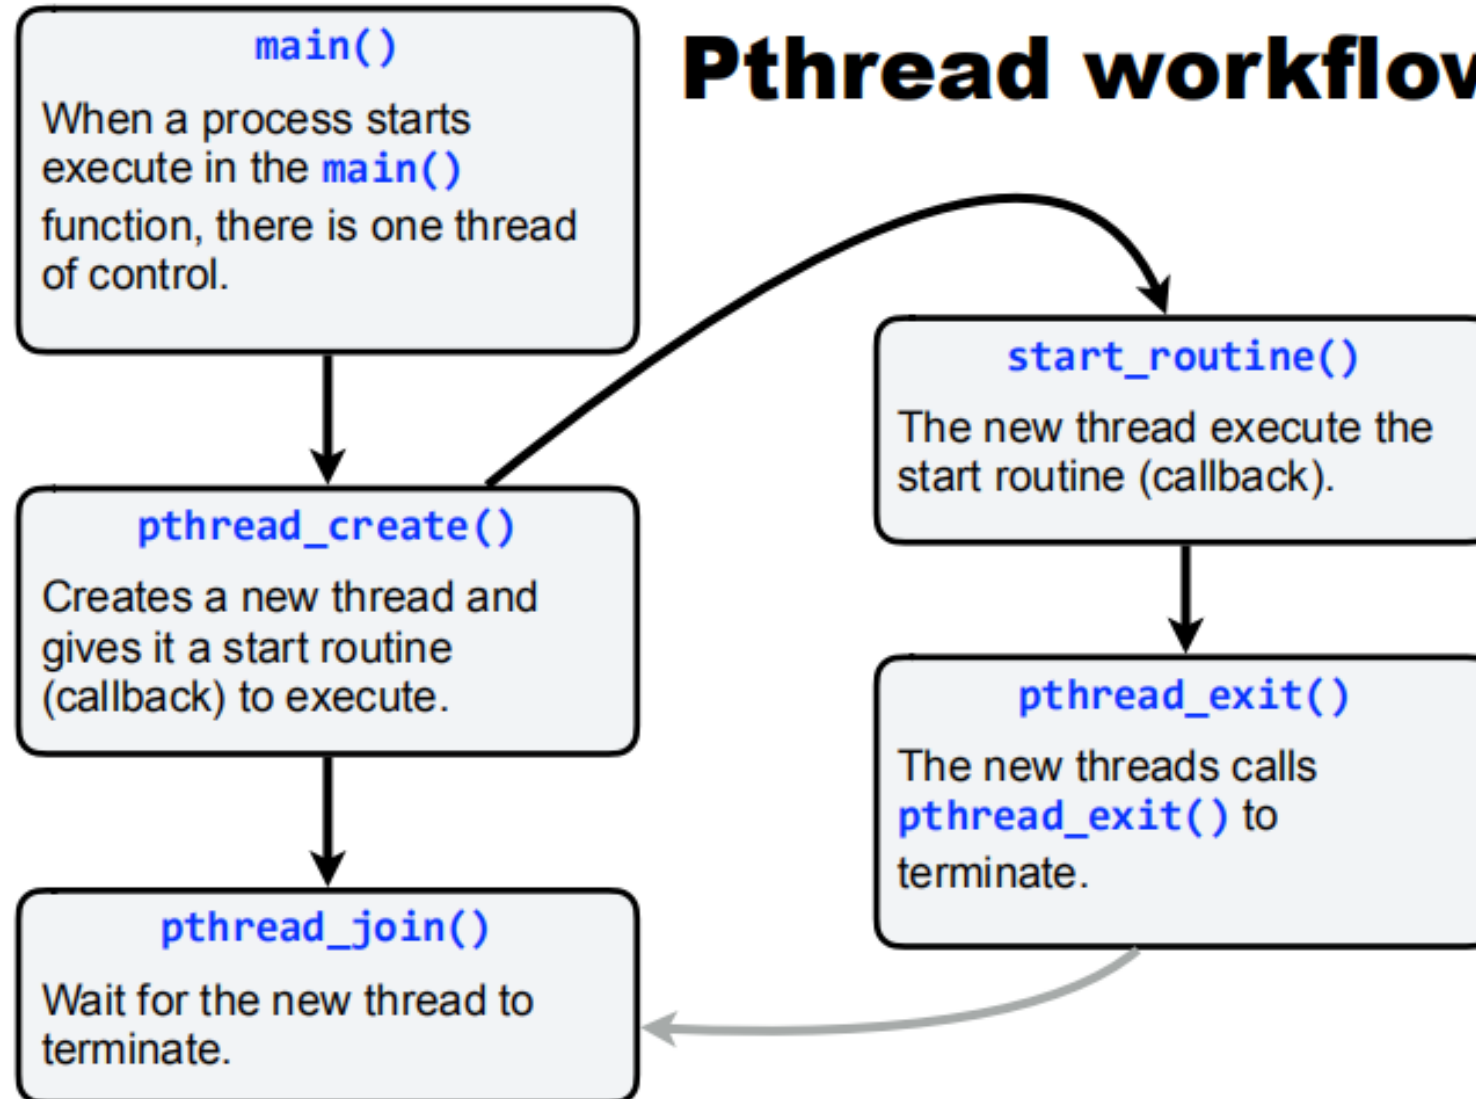 Pthread workflow
main()
When a process starts
execute in the main()
function, there is one thread
of control.
pthread_create()
Creates a new thread and
gives it a start routine
(callback) to execute.
pthread_join()
Wait for the new thread to
terminate.
start_routine()
The new thread execute the
start routine (callback).
pthread_exit()
The new threads calls
pthread_exit() to
terminate.